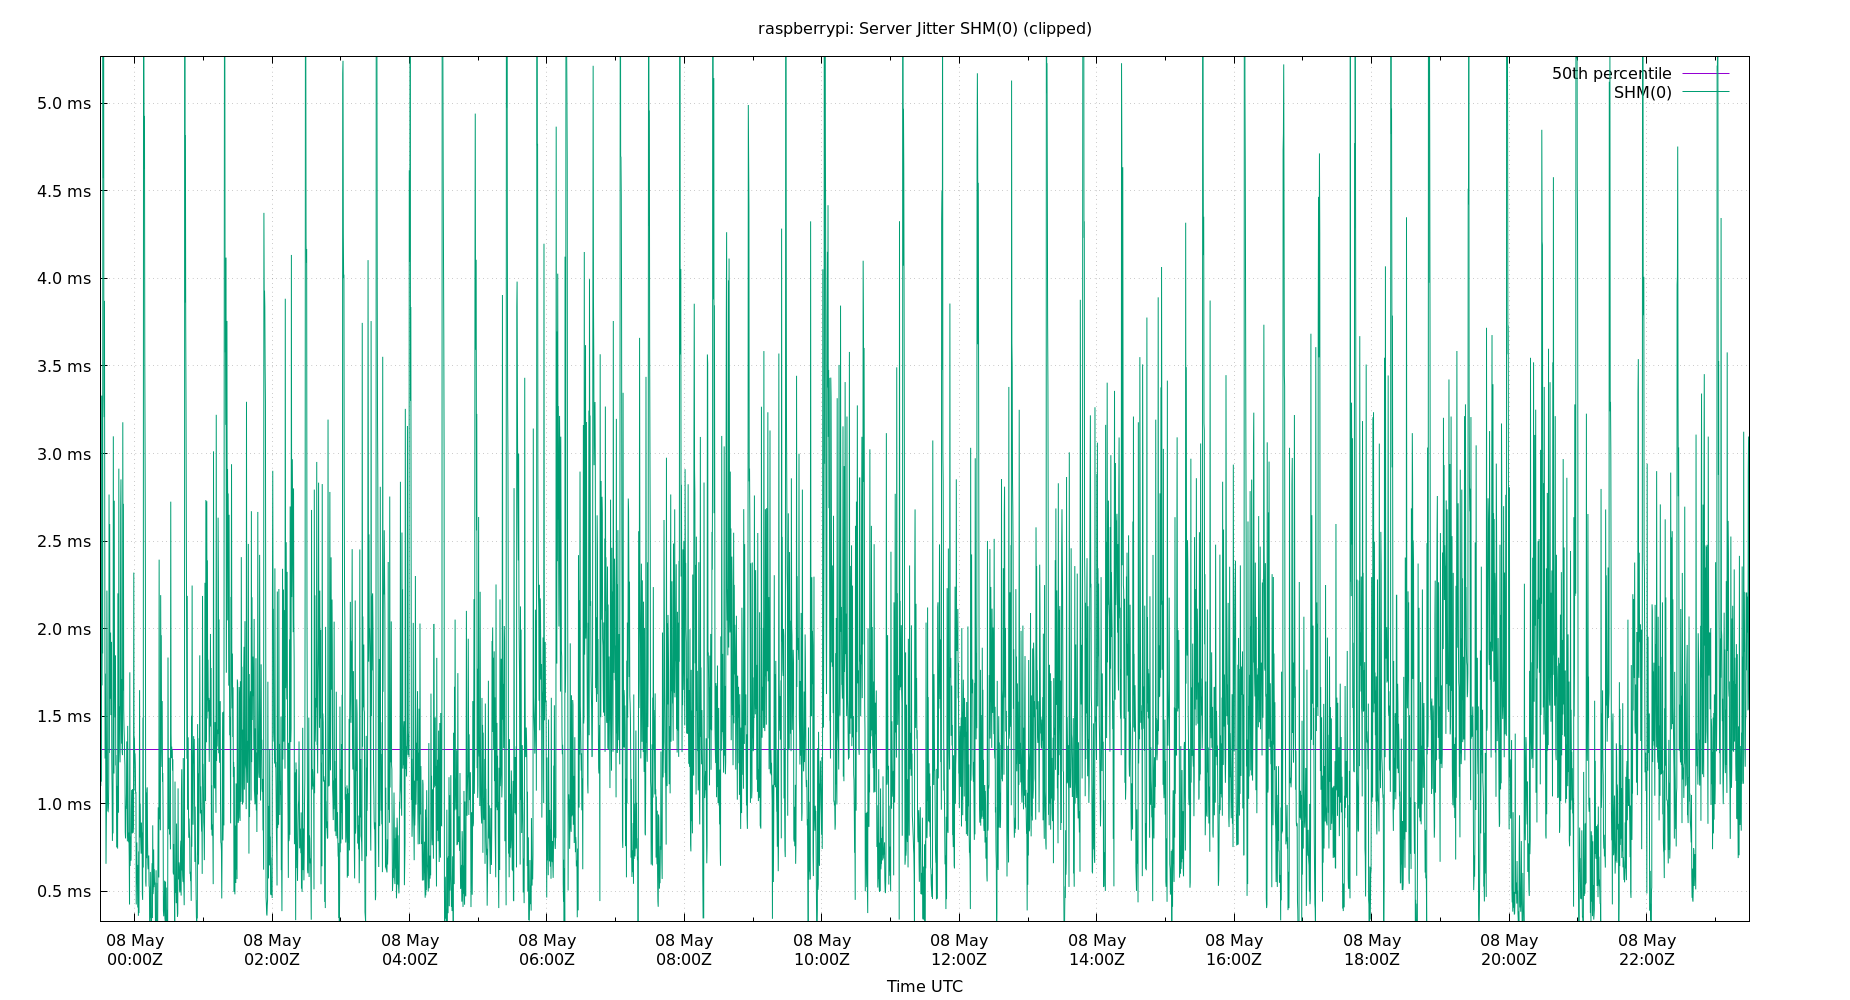 raspberrypi: Server Jitter SHM(0) (clipped)
50th percentile
SHM(0)
5.0 ms
4.5 ms
4.0 ms
3.5 ms
3.0 ms
2.5 ms
2.0 ms
1.5 ms
1.0 ms
0.5 ms
08 May 08 May 08 May 08 May 08 May 08 May 08 May 08 May 08 May 08 May 08 May 08 May
00:00Z 02:00Z 04:00Z 06:00Z 08:00Z 10:00Z 12:00Z 14:00Z 16:00Z 18:00Z 20:00Z 22:00Z
Time UTC